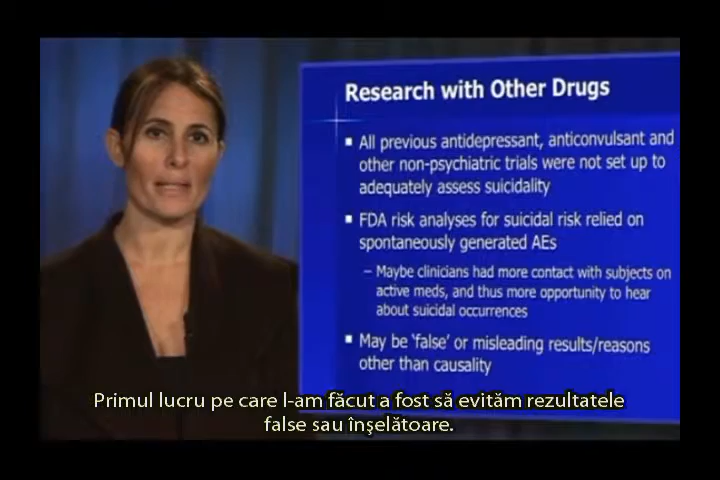 Research with Other Drugs
▪ All previous antidepressant, anticonvulsant and
other non-psychiatric trials were not set up to
adequately assess suicidality
▪ FDA risk analyses for suicidal risk relied on
spontaneously generated AEs
– Maybe clinicians had more contact with subjects on
active meds, and thus more opportunity to hear
about suicidal occurrences
▪ May be 'false' or misleading results/reasons
other than causality
Primul lucru pe care l-am făcut a fost să evităm rezultatele
false sau înşelătoare.